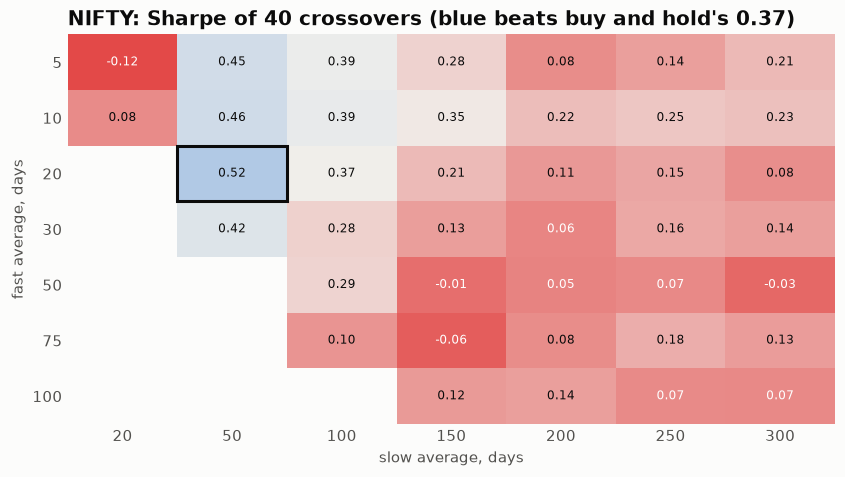 NIFTY: Sharpe of 40 crossovers (blue beats buy and hold's 0.37)
fast average, days
5 -0.12 0.45 0.39 0.28 0.08 0.14 0.21
10 0.08 0.46 0.39 0.35 0.22 0.25 0.23
20 0.52 0.37 0.21 0.11 0.15 0.08
30 0.42 0.28 0.13 0.06 0.16 0.14
50 0.29 -0.01 0.05 0.07 -0.03
75 0.10 -0.06 0.08 0.18 0.13
100 0.12 0.14 0.07 0.07
20 50 100 150 200 250 300
slow average, days